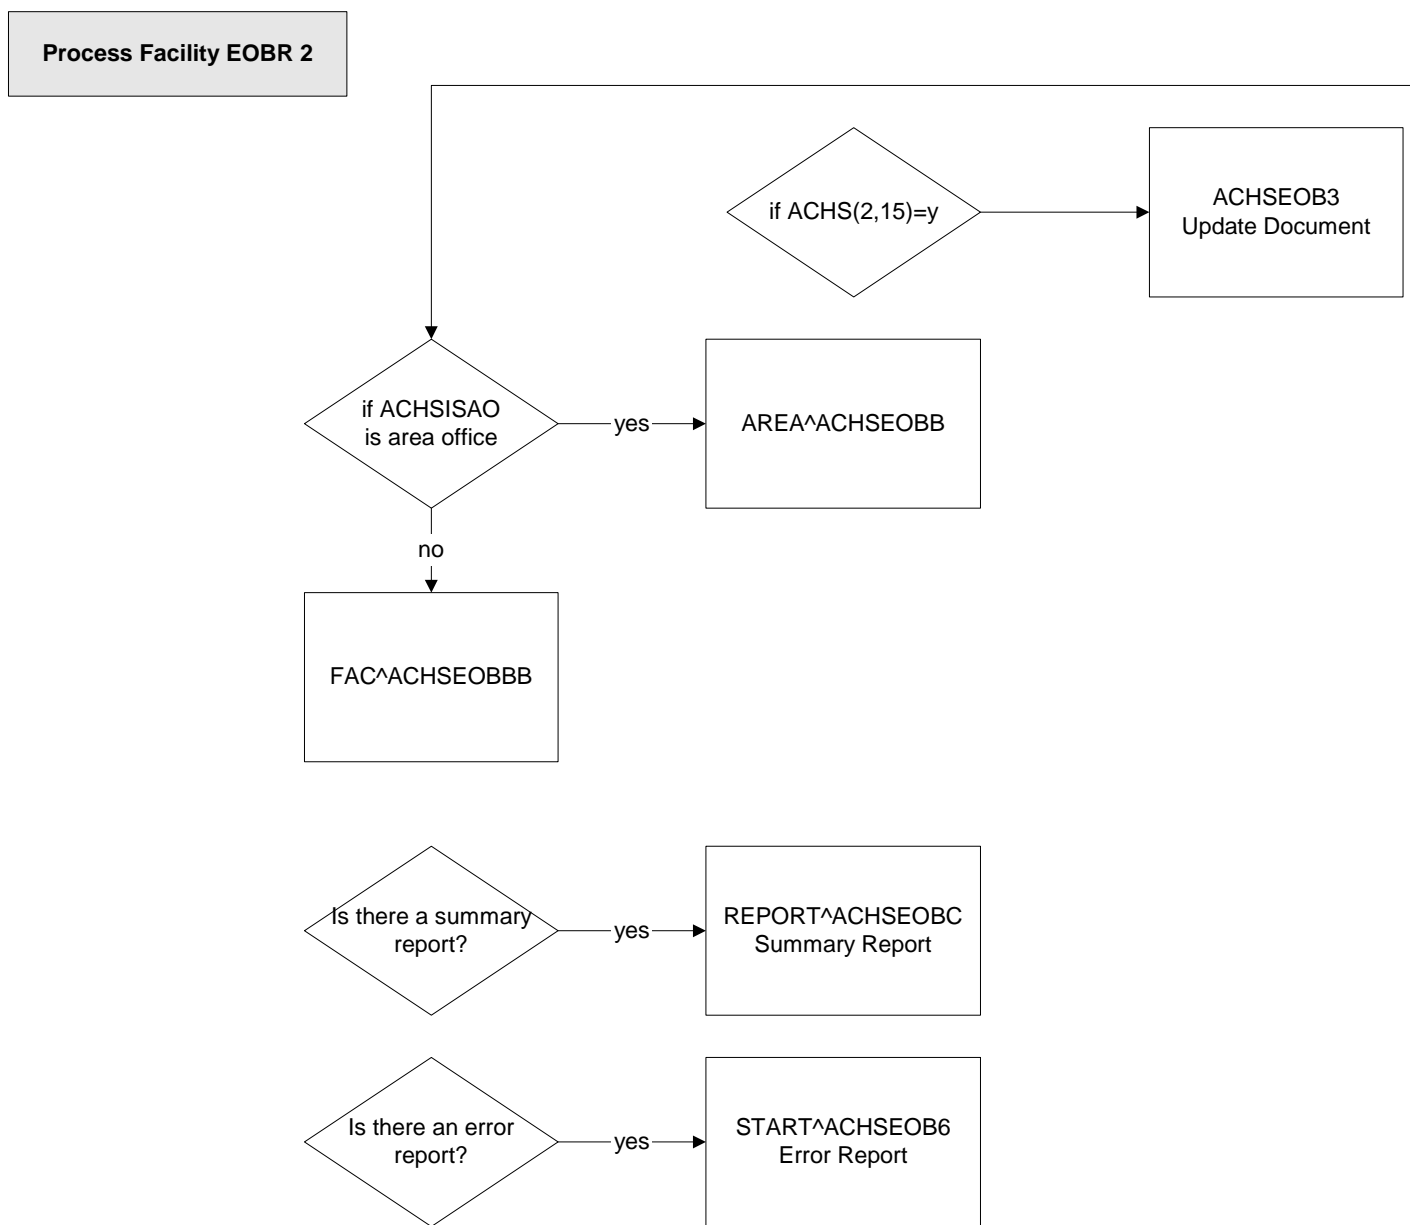 Process Facility EOBR 2
if ACHS(2,15)=y
ACHSEOB3
Update Document
if ACHSISAO
is area office
yes
AREA^ACHSEOBB
no
FAC^ACHSEOBBB
Is there a summary
report?
yes
REPORT^ACHSEOBC
Summary Report
Is there an error
report?
yes
START^ACHSEOB6
Error Report